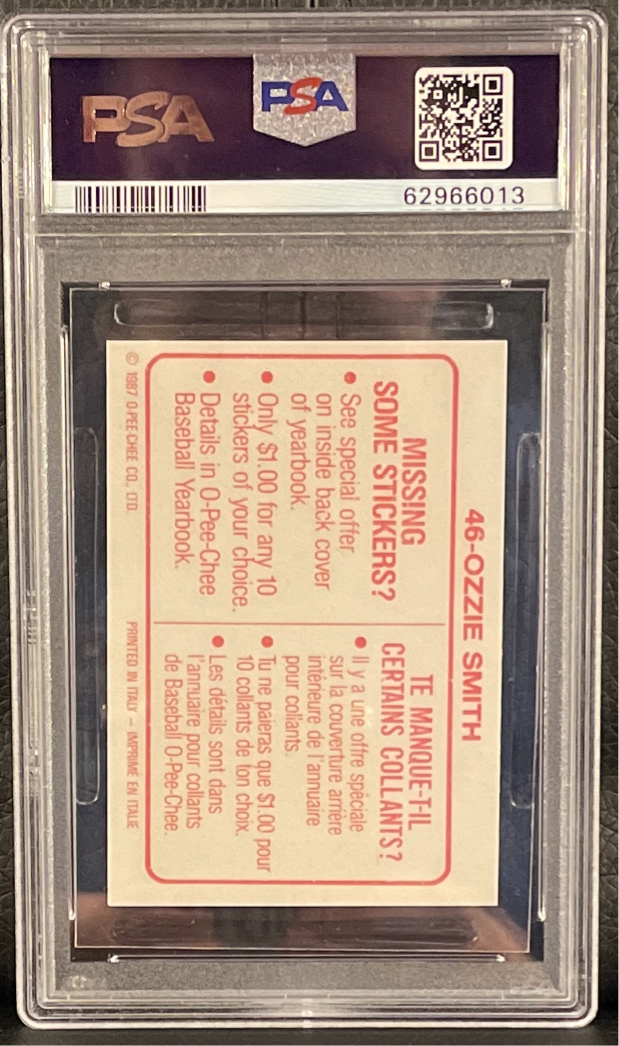 PSA
PSA
62966013
46-OZZIE SMITH
MISSING
SOME STICKERS?
• See special offer
on inside back cover
of yearbook.
• Only $1.00 for any 10
stickers of your choice.
• Details in O-Pee-Chee
Baseball Yearbook.
TE MANQUE-T-IL
CERTAINS COLLANTS?
• Il y a une offre spéciale
sur la couverture arrière
intérieure de l'annuaire
pour collants.
• Tu ne paieras que $1.00 pour
10 collants de ton choix.
• Les détails sont dans
l'annuaire pour collants
de Baseball O-Pee-Chee.
© 1987 O-PEE-CHEE CO., LTD.
PRINTED IN ITALY – IMPRIMÉ EN ITALIE